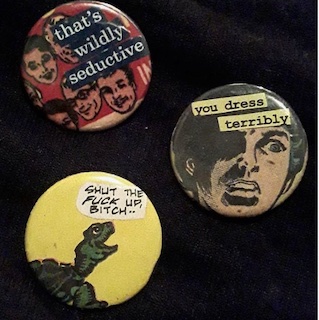 that's
wildly
seductive
you dress
terribly
SHUT THE
FUCK UP,
BITCH..